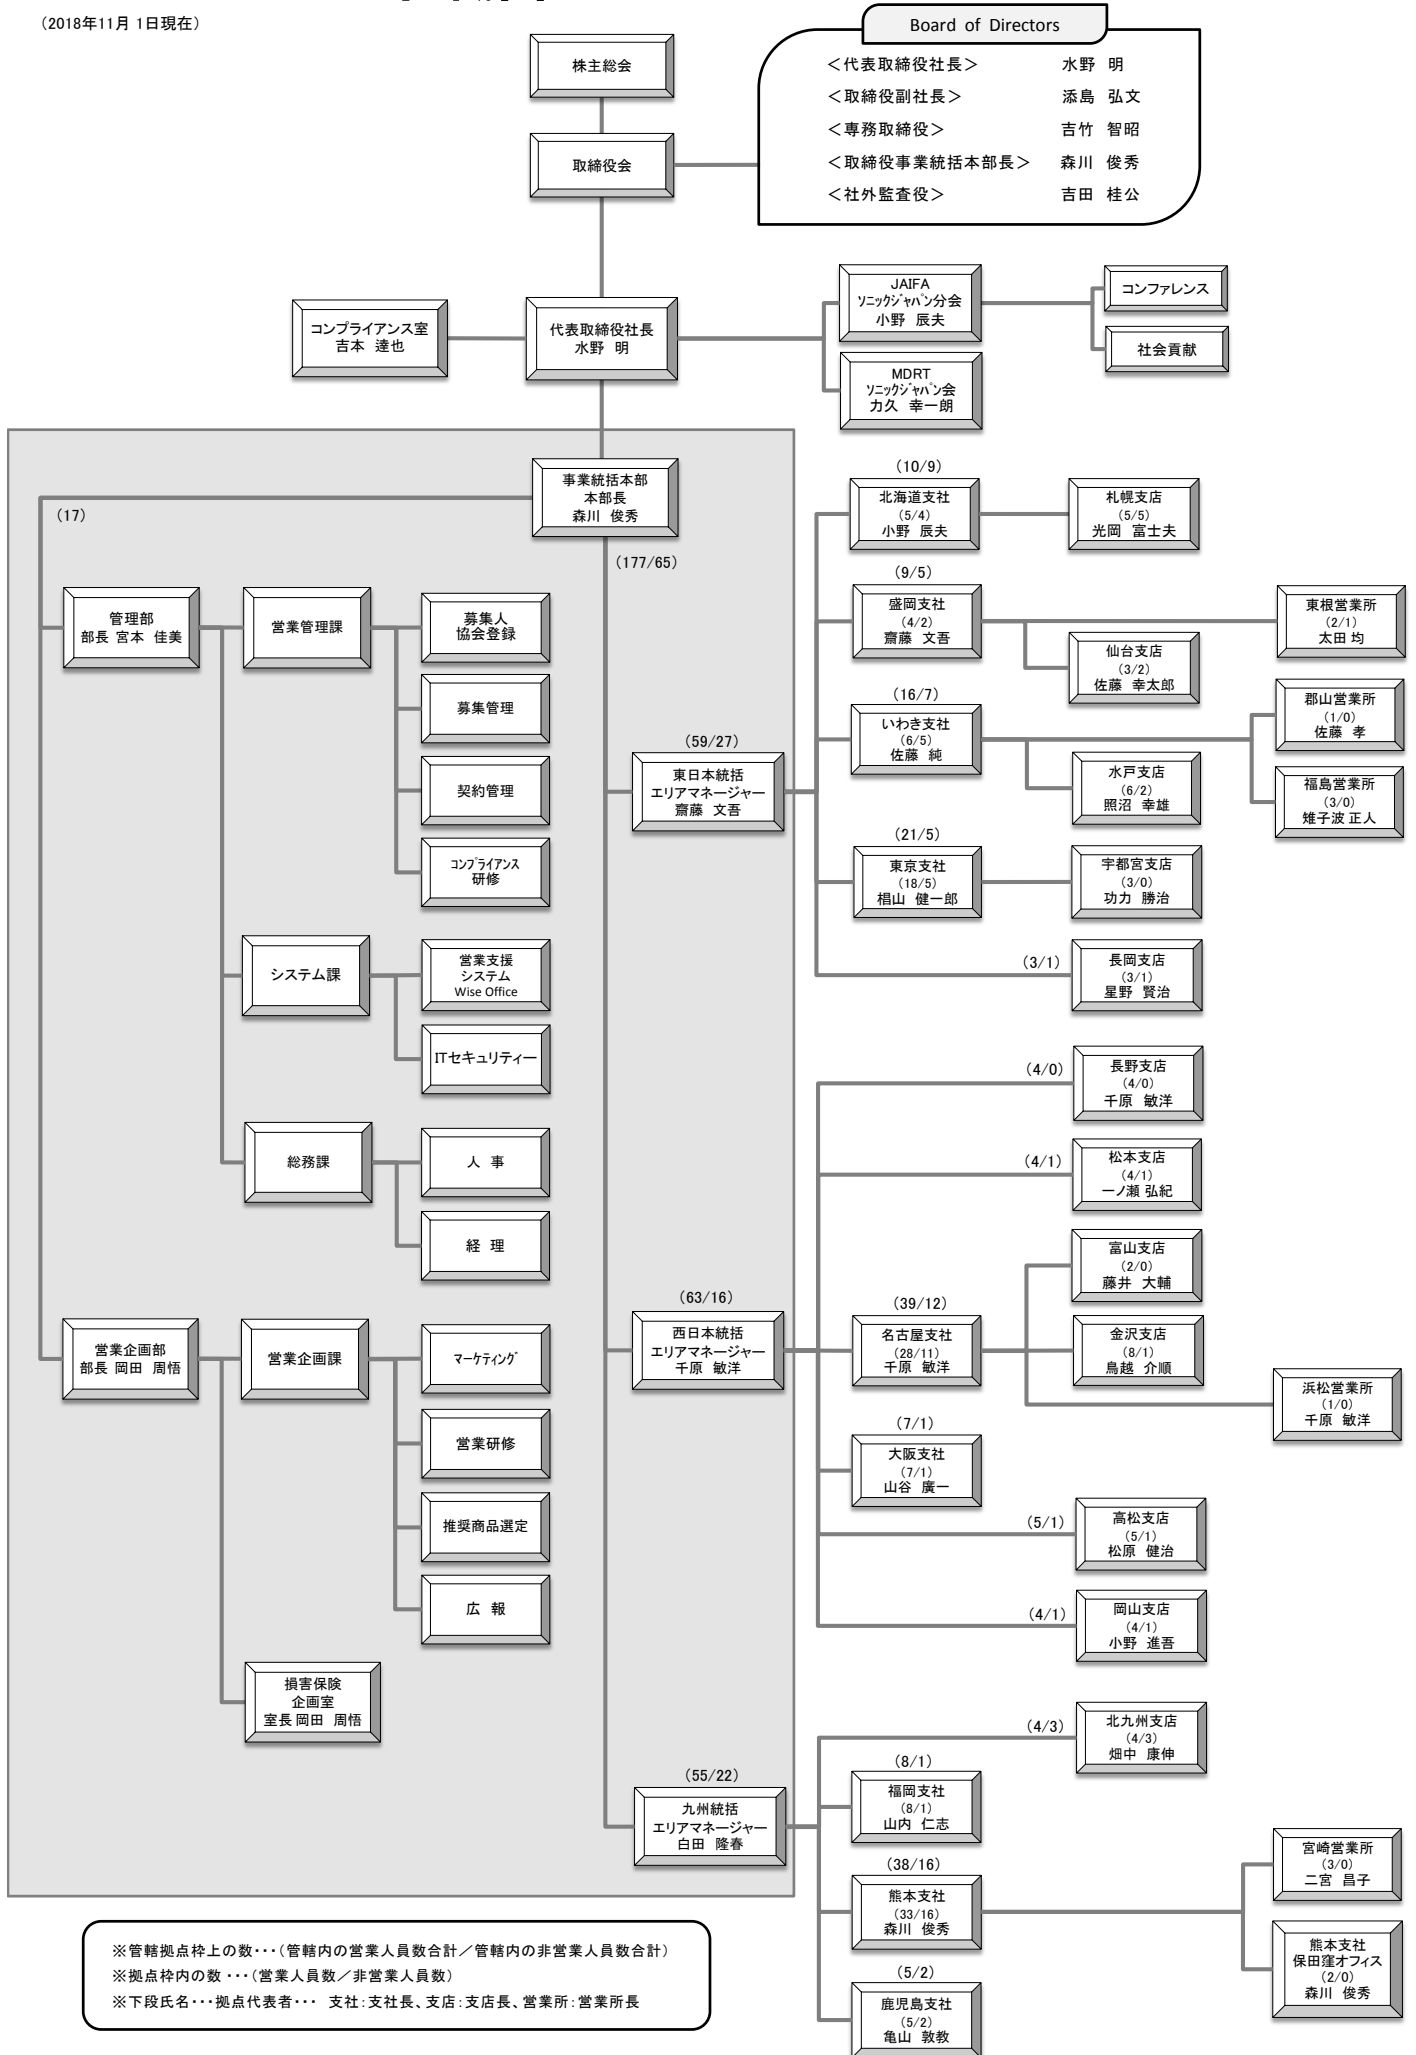 (2018年11月 1日現在)
Board of Directors
<代表取締役社長> 水野 明
<取締役副社長> 添島 弘文
<専務取締役> 吉竹 智昭
<取締役事業統括本部長> 森川 俊秀
<社外監査役> 吉田 桂公
株主総会
取締役会
コンプライアンス室
吉本 達也
代表取締役社長
水野 明
JAIFA
ソニックジャパン分会
小野 辰夫
コンファレンス
社会貢献
MDRT
ソニックジャパン会
力久 幸一朗
事業統括本部
本部長
森川 俊秀
(17)
(177/65)
管理部
部長 宮本 佳美
営業管理課
募集人
協会登録
募集管理
契約管理
コンプライアンス
研修
システム課
営業支援
システム
Wise Office
ITセキュリティー
総務課
人 事
経 理
営業企画部
部長 岡田 周悟
営業企画課
マーケティング
営業研修
推奨商品選定
広 報
損害保険
企画室
室長 岡田 周悟
(59/27)
東日本統括
エリアマネージャー
齋藤 文吾
(10/9)
北海道支社
(5/4)
小野 辰夫
札幌支店
(5/5)
光岡 富士夫
(9/5)
盛岡支社
(4/2)
齋藤 文吾
仙台支店
(3/2)
佐藤 幸太郎
東根営業所
(2/1)
太田 均
(16/7)
いわき支社
(6/5)
佐藤 純
水戸支店
(6/2)
照沼 幸雄
郡山営業所
(1/0)
佐藤 孝
福島営業所
(3/0)
雉子波 正人
(21/5)
東京支社
(18/5)
椙山 健一郎
宇都宮支店
(3/0)
功力 勝治
(3/1)
長岡支店
(3/1)
星野 賢治
(63/16)
西日本統括
エリアマネージャー
千原 敏洋
(4/0)
長野支店
(4/0)
千原 敏洋
(4/1)
松本支店
(4/1)
一ノ瀬 弘紀
(39/12)
名古屋支社
(28/11)
千原 敏洋
富山支店
(2/0)
藤井 大輔
金沢支店
(8/1)
鳥越 介順
浜松営業所
(1/0)
千原 敏洋
(7/1)
大阪支社
(7/1)
山谷 廣一
(5/1)
高松支店
(5/1)
松原 健治
(4/1)
岡山支店
(4/1)
小野 進吾
(55/22)
九州統括
エリアマネージャー
白田 隆春
(4/3)
北九州支店
(4/3)
畑中 康伸
(8/1)
福岡支社
(8/1)
山内 仁志
(38/16)
熊本支社
(33/16)
森川 俊秀
宮崎営業所
(3/0)
二宮 昌子
熊本支社
保田窪オフィス
(2/0)
森川 俊秀
(5/2)
鹿児島支社
(5/2)
亀山 敦教
※管轄拠点枠上の数・・・(管轄内の営業人員数合計/管轄内の非営業人員数合計)
※拠点枠内の数 ・・・(営業人員数/非営業人員数)
※下段氏名・・・拠点代表者・・・ 支社:支社長、支店:支店長、営業所:営業所長